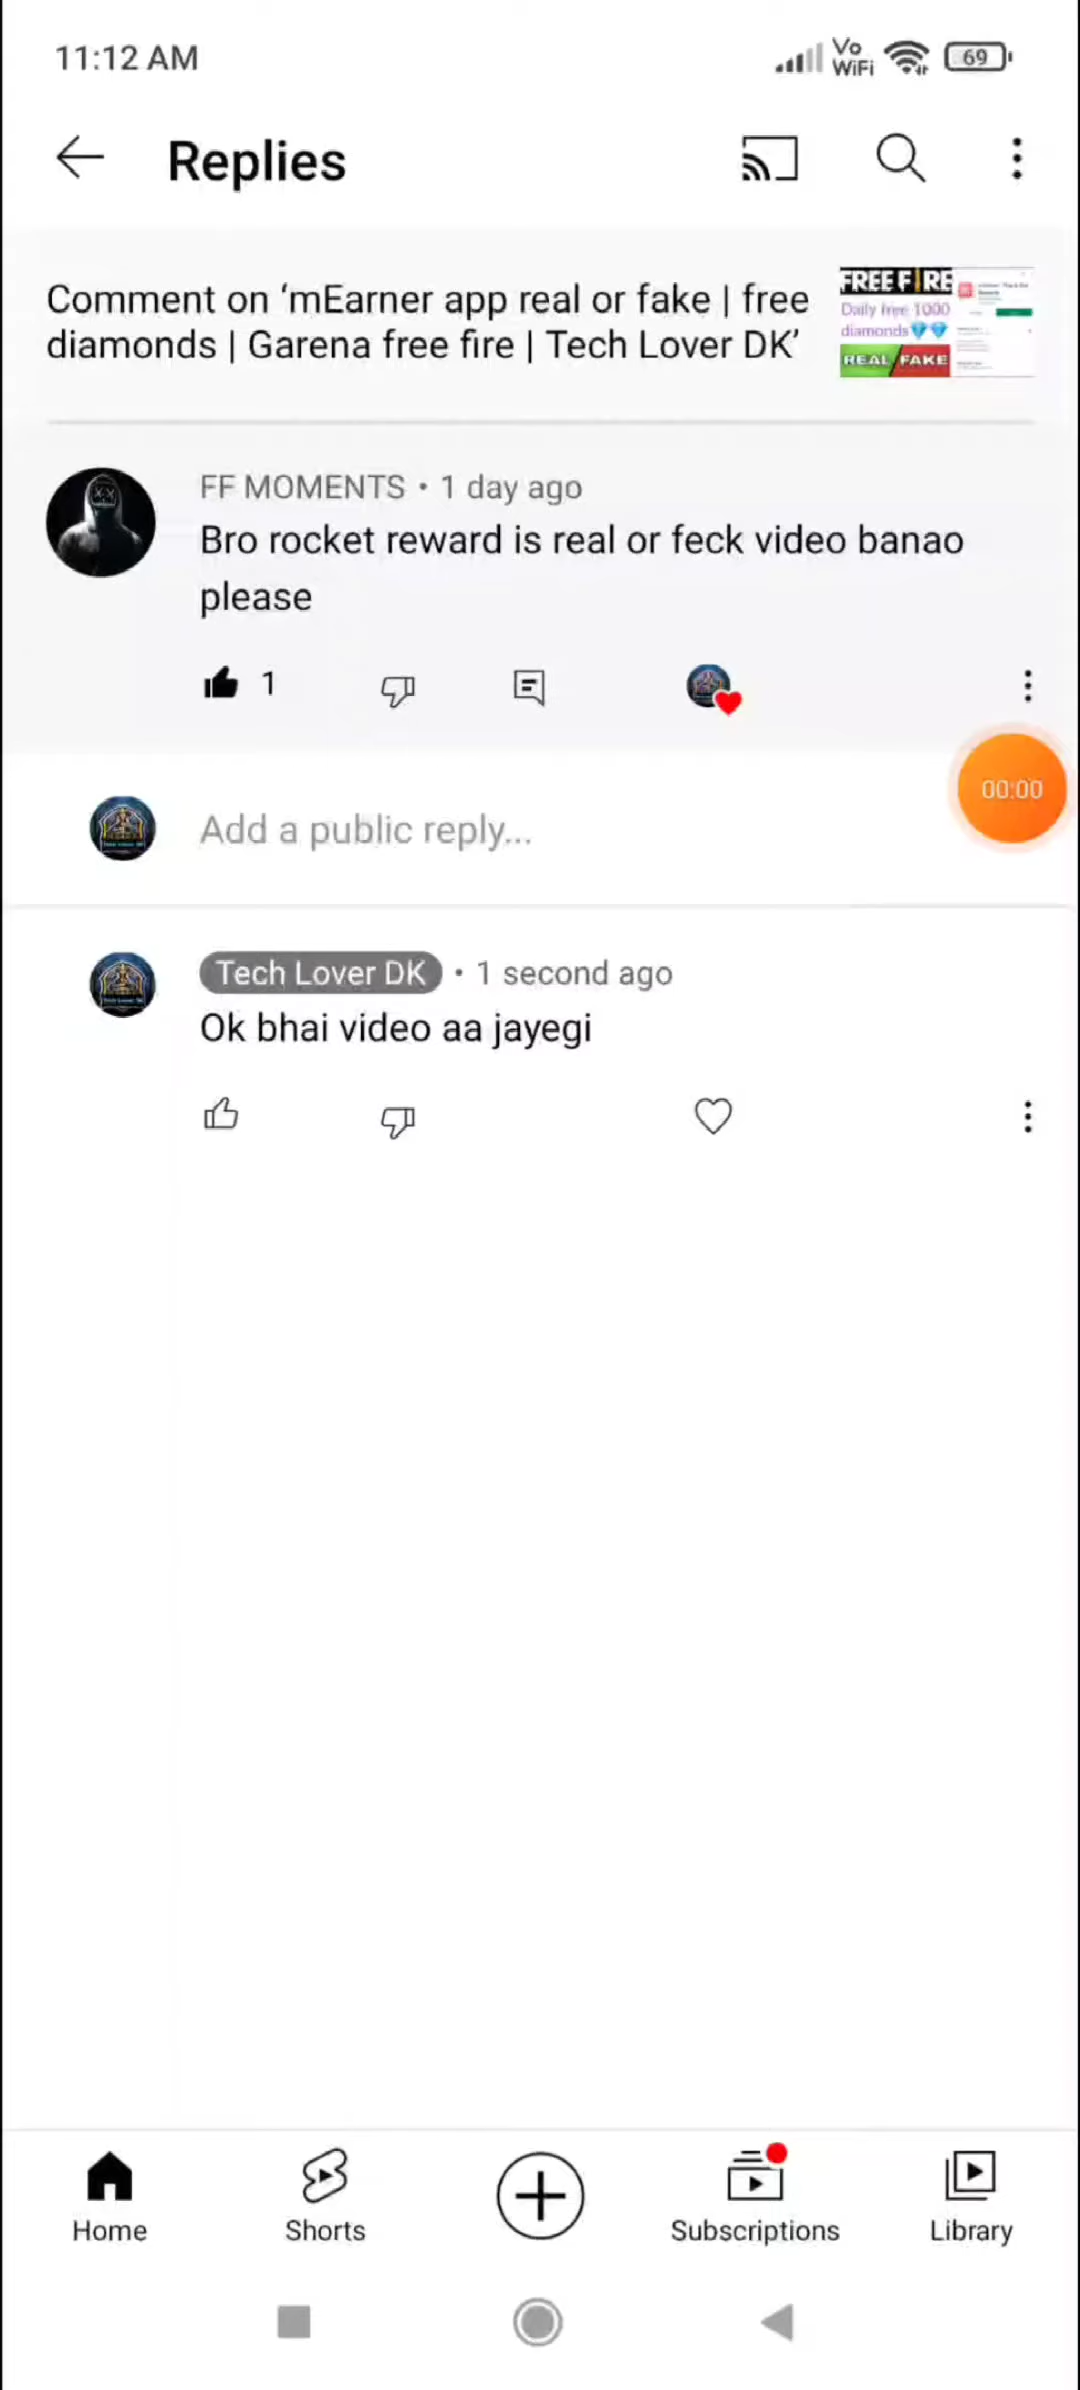 11:12 AM
Vo
WiFi
69
Replies
Comment on ‘mEarner app real or fake | free
diamonds | Garena free fire | Tech Lover DK’
FREE FIRE
Daily free 1000
diamonds
REAL FAKE
FF MOMENTS • 1 day ago
Bro rocket reward is real or feck video banao
please
1
00:00
Add a public reply...
Tech Lover DK • 1 second ago
Ok bhai video aa jayegi
Home
Shorts
Subscriptions
Library